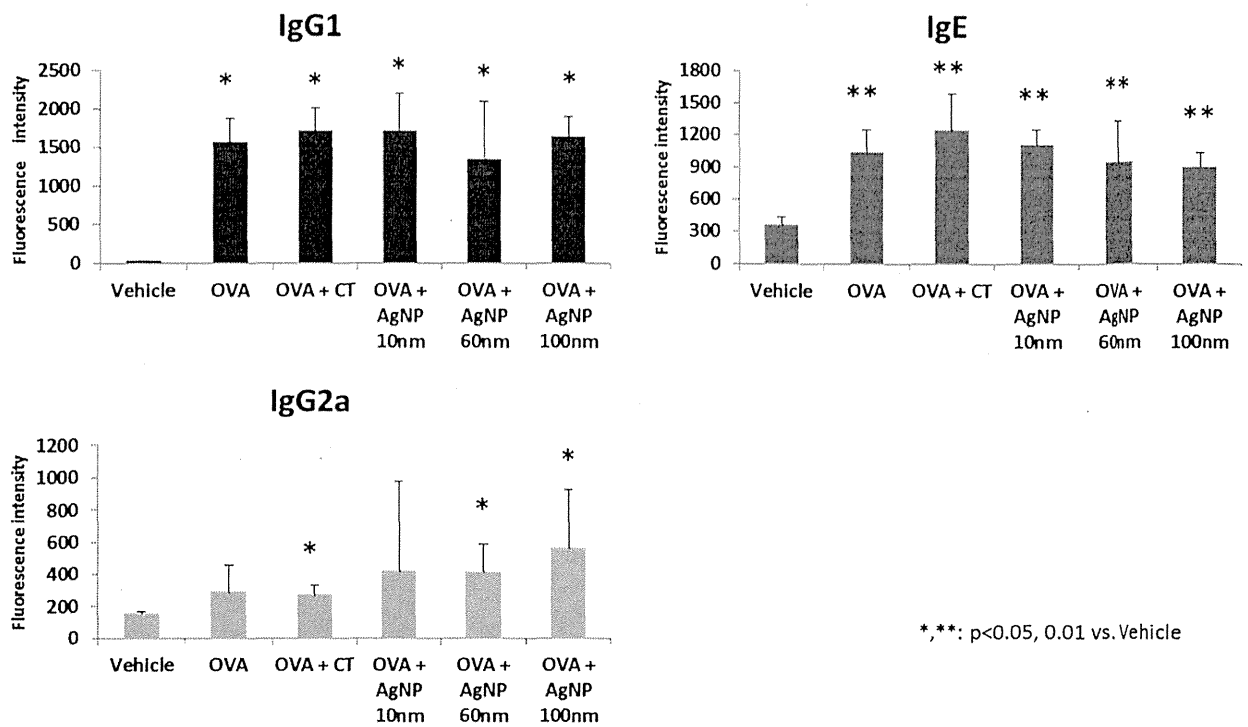 IgG1
Fluorescence intensity
2500
2000
1500
1000
500
0
* * * * *
Vehicle OVA OVA + CT OVA + OVA + OVA +
AgNP AgNP AgNP
10nm 60nm 100nm
IgE
Fluorescence intensity
1800
1500
1200
900
600
300
0
** ** ** ** **
Vehicle OVA OVA + CT OVA + OVA + OVA +
AgNP AgNP AgNP
10nm 60nm 100nm
IgG2a
Fluorescence intensity
1200
1000
800
600
400
200
0
* * *
Vehicle OVA OVA + CT OVA + OVA + OVA +
AgNP AgNP AgNP
10nm 60nm 100nm
*,**: p<0.05, 0.01 vs. Vehicle